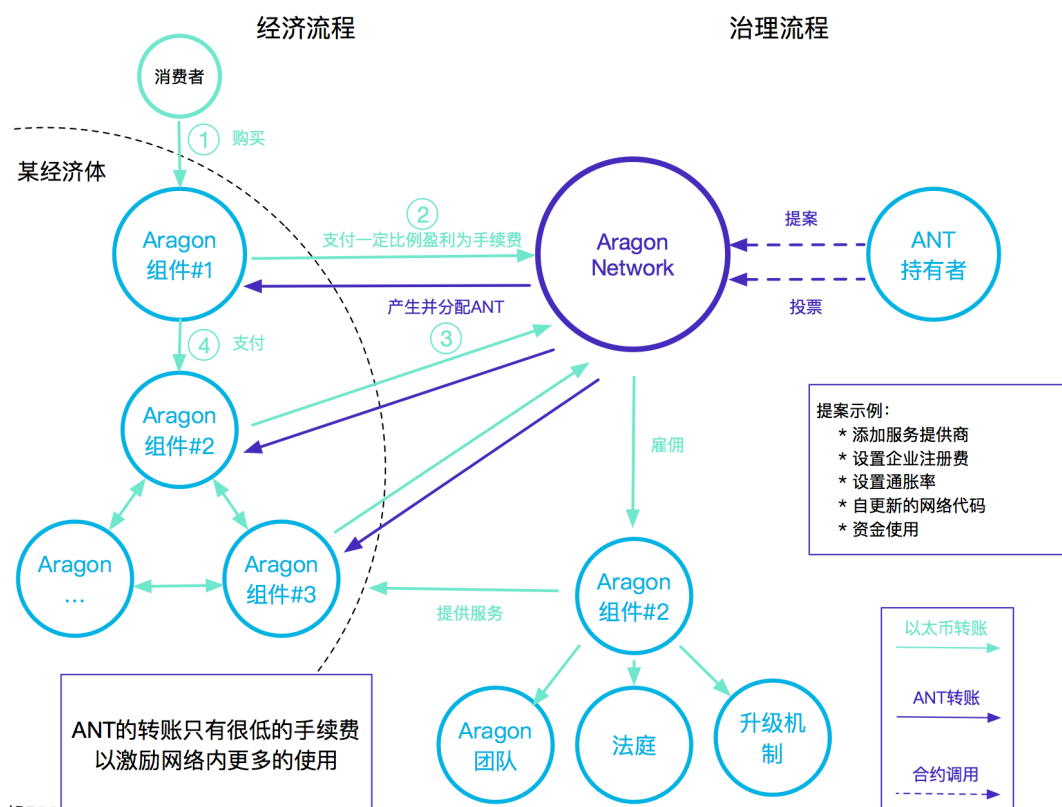 经济流程
治理流程
消费者
1
购买
某经济体
Aragon
组件#1
2
支付一定比例盈利为手续费
产生并分配ANT
3
Aragon
Network
提案
投票
ANT
持有者
4
支付
Aragon
组件#2
Aragon
...
Aragon
组件#3
雇佣
提案示例：
* 添加服务提供商
* 设置企业注册费
* 设置通胀率
* 自更新的网络代码
* 资金使用
Aragon
组件#2
提供服务
Aragon
团队
法庭
升级机
制
以太币转账
ANT转账
合约调用
ANT的转账只有很低的手续费
以激励网络内更多的使用